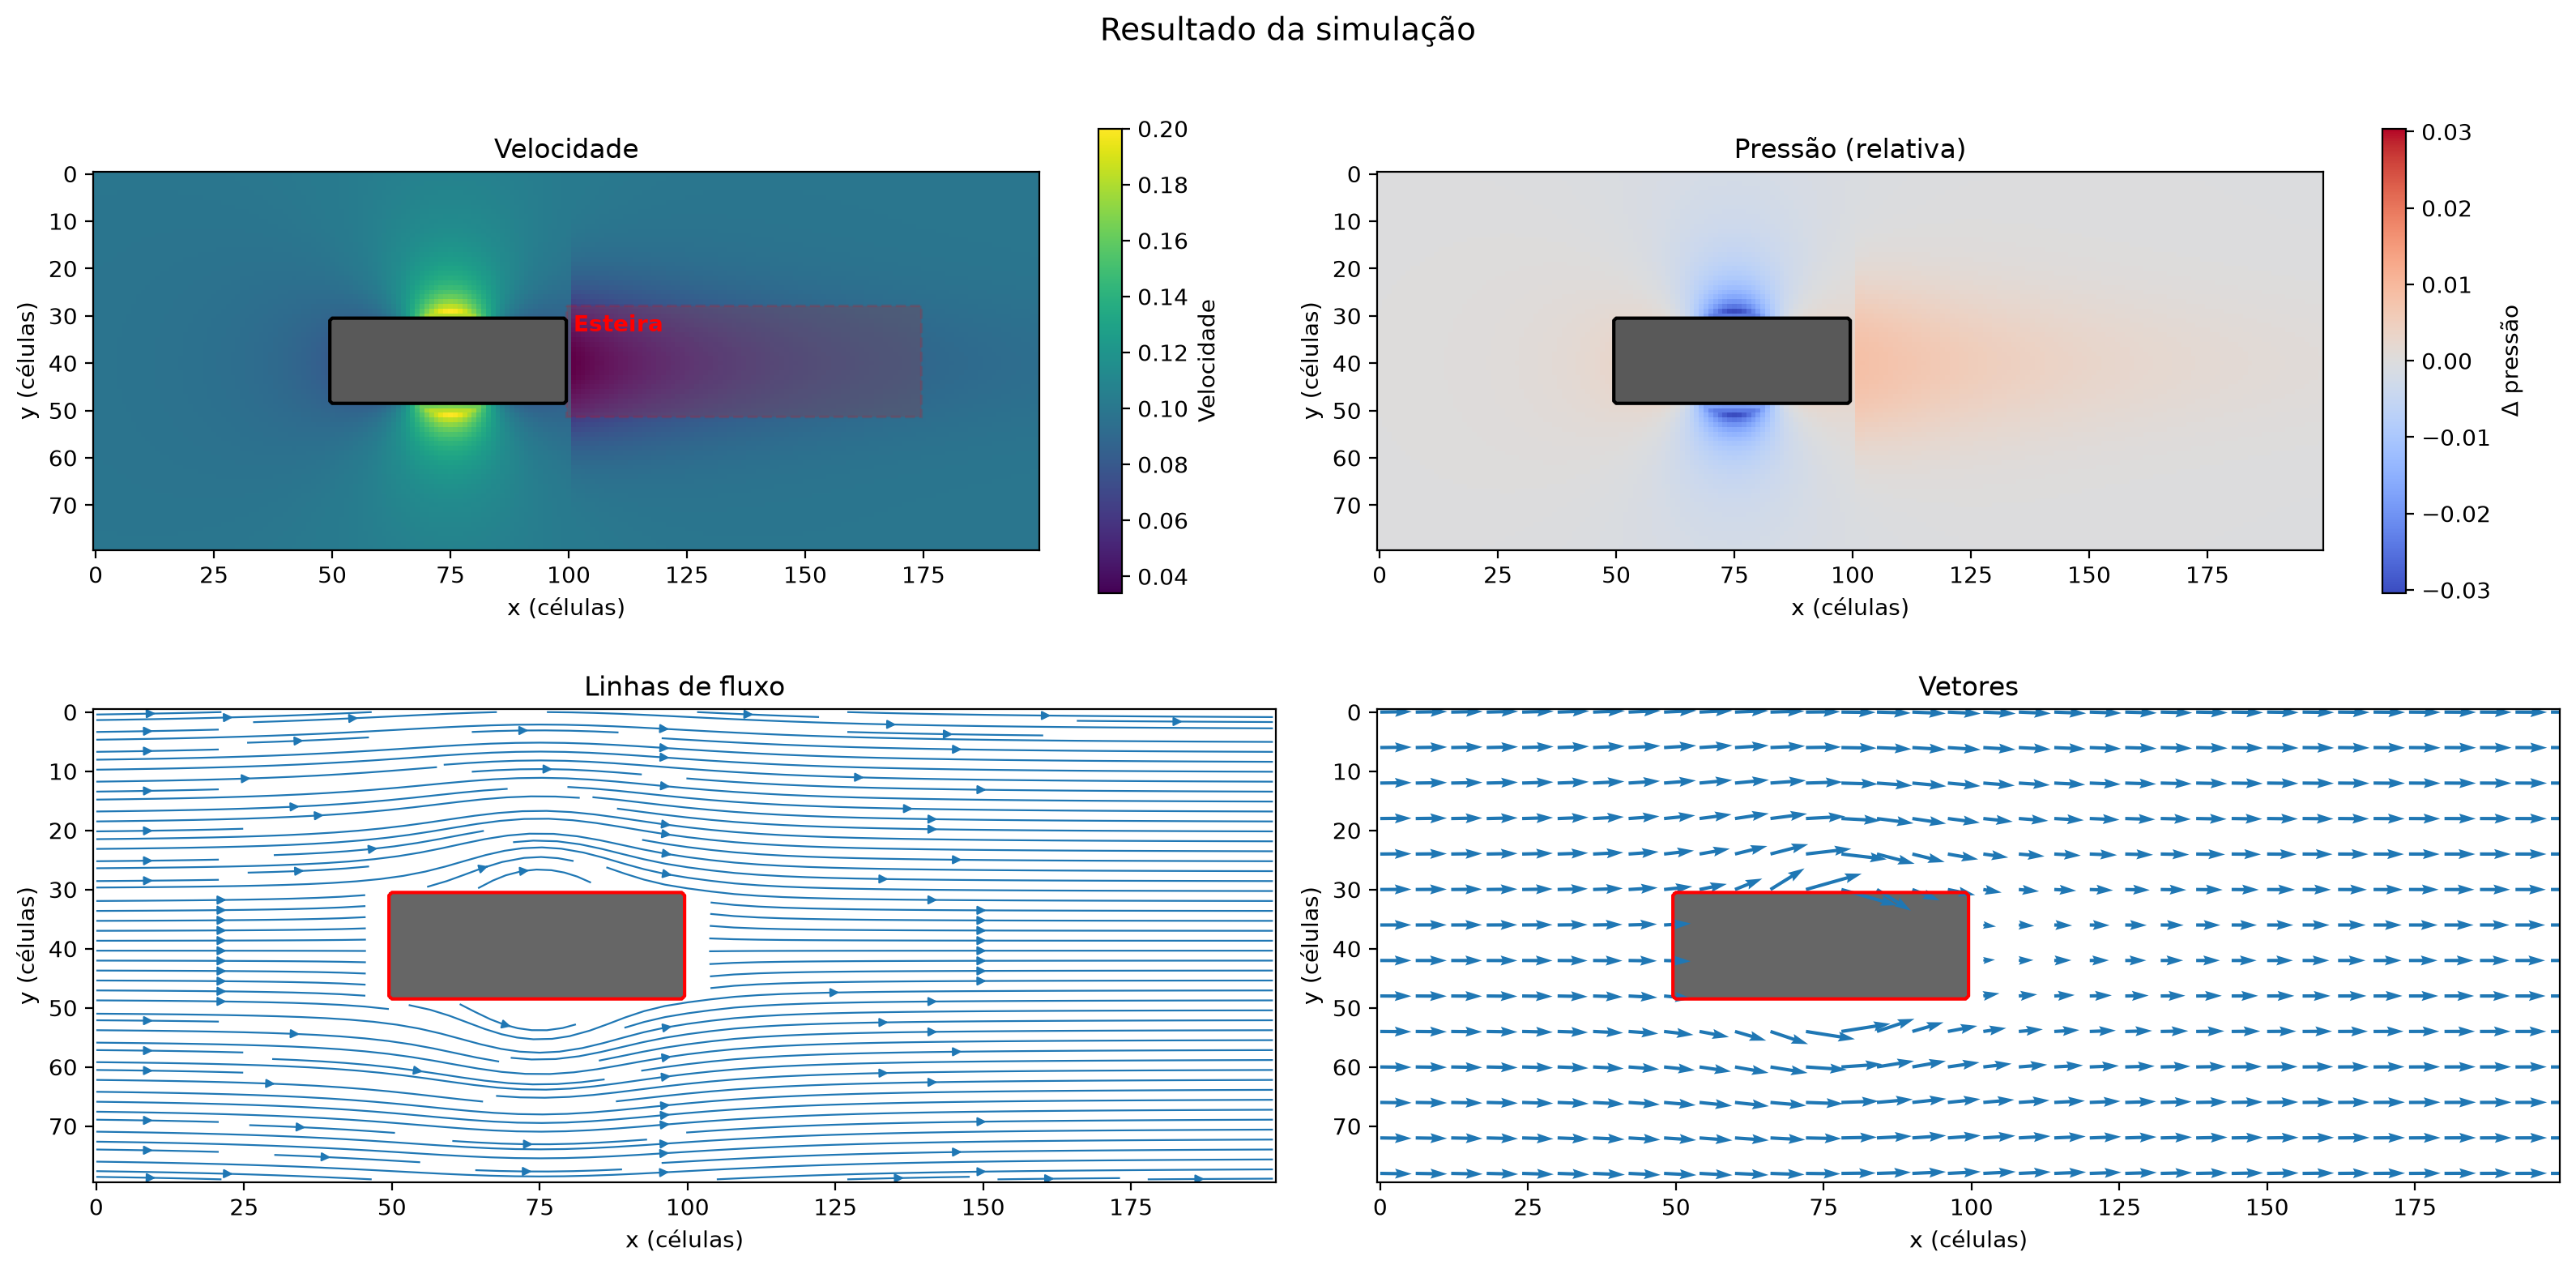 Resultado da simulação
Velocidade
0
10
20
30
40
50
60
70
y (células)
Esteira
0 25 50 75 100 125 150 175
x (células)
0.20
0.18
0.16
0.14
0.12
0.10
0.08
0.06
0.04
Velocidade
Pressão (relativa)
0
10
20
30
40
50
60
70
y (células)
0 25 50 75 100 125 150 175
x (células)
0.03
0.02
0.01
0.00
−0.01
−0.02
−0.03
Δ pressão
Linhas de fluxo
0
10
20
30
40
50
60
70
y (células)
0 25 50 75 100 125 150 175
x (células)
Vetores
0
10
20
30
40
50
60
70
y (células)
0 25 50 75 100 125 150 175
x (células)